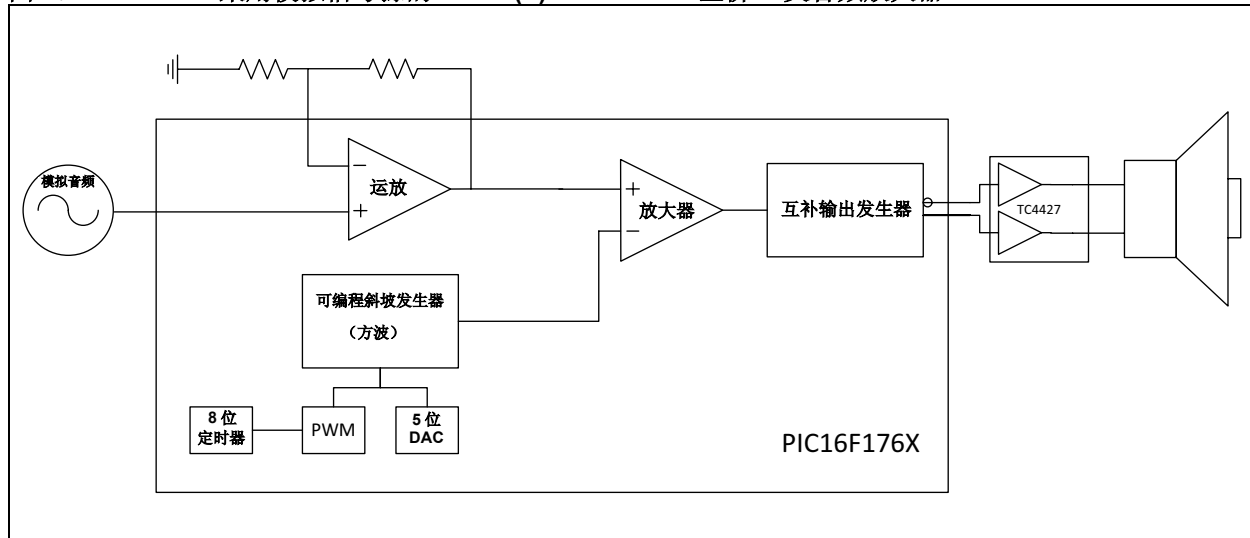 模拟音频
运放
放大器
互补输出发生器
TC4427
可编程斜坡发生器
（方波）
8 位
定时器
PWM
5 位
DAC
PIC16F176X